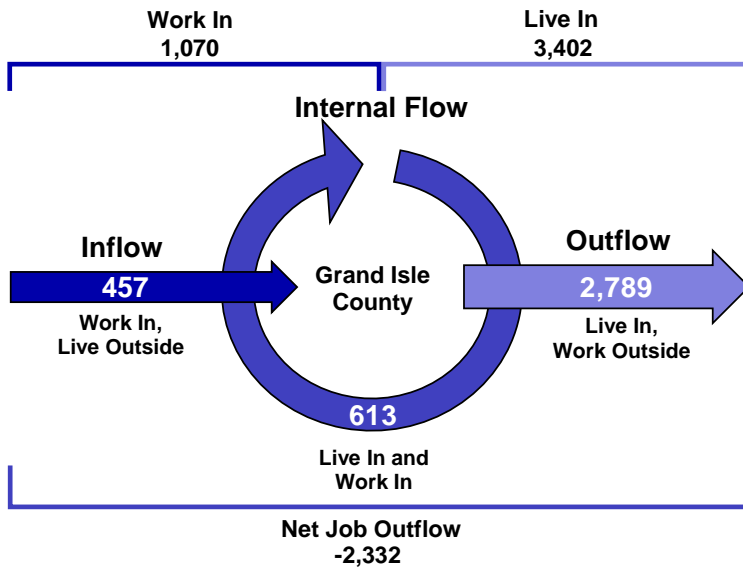 Work In
1,070
Live In
3,402
Internal Flow
Inflow
457
Work In,
Live Outside
Grand Isle
County
Outflow
2,789
Live In,
Work Outside
613
Live In and
Work In
Net Job Outflow
-2,332